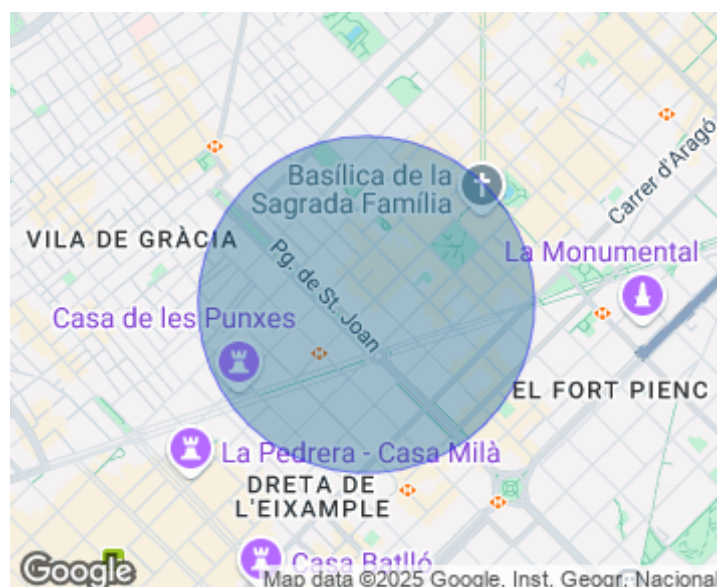 Basílica de la
Sagrada Família
Carrer d'Aragó
VILA DE GRÀCIA
La Monumental
Pg. de St. Joan
Casa de les Punxes
EL FORT PIENC
La Pedrera - Casa Milà
DRETA DE
L'EIXAMPLE
Casa Batlló
Google
Map data ©2025 Google, Inst. Geogr. Nacional